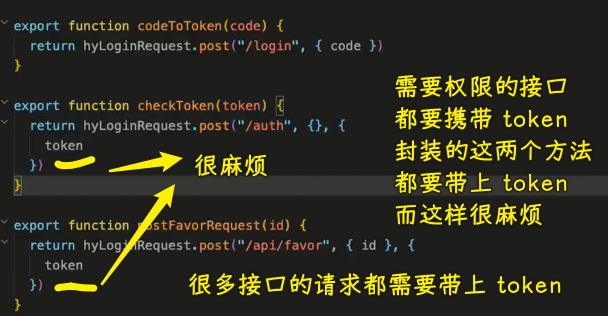 export function codeToToken(code) {
return hyLoginRequest.post("/login", { code })
}
export function checkToken(token) {
return hyLoginRequest.post("/auth", {}, {
token
})
}
export function postFavorRequest(id) {
return hyLoginRequest.post("/api/favor", { id }, {
token
})
}
很麻烦
需要权限的接口
都要携带 token
封装的这两个方法
都要带上 token
而这样很麻烦
很多接口的请求都需要带上 token